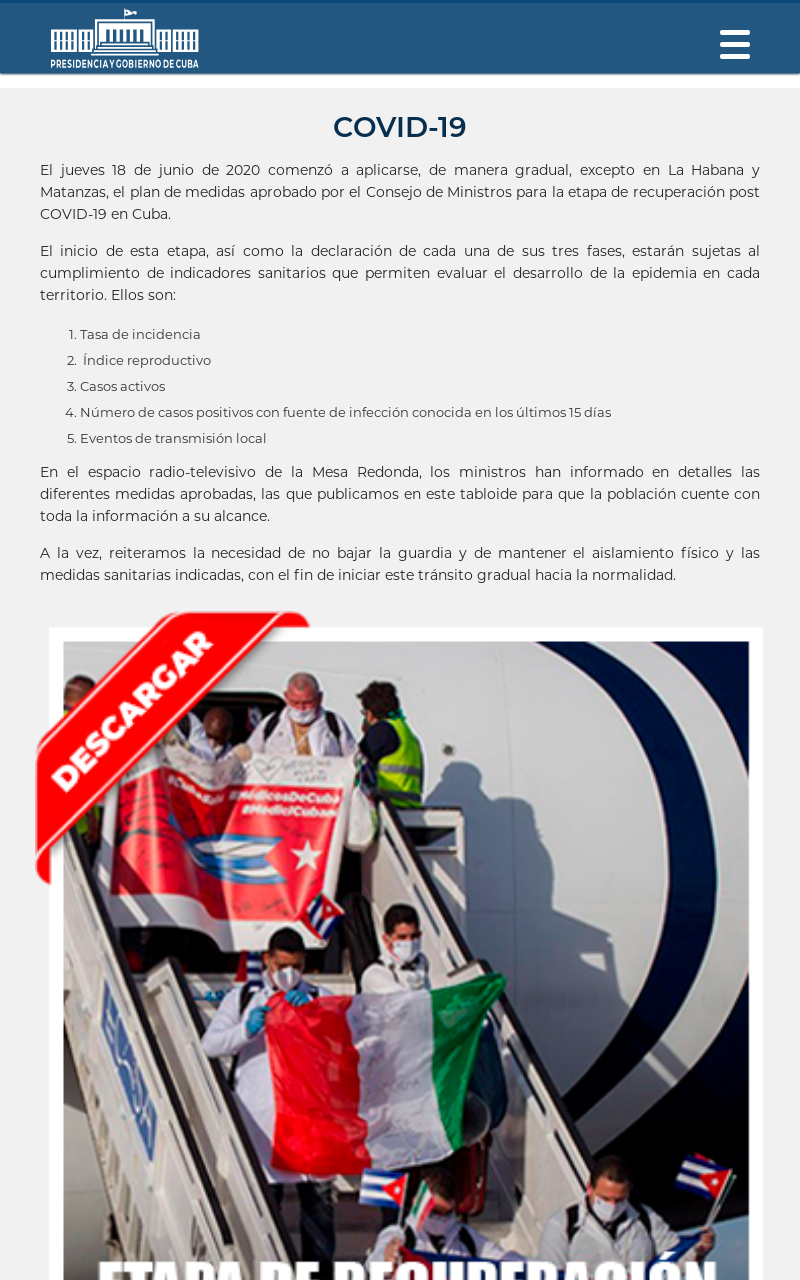 PRESIDENCIA Y GOBIERNO DE CUBA
COVID-19
El jueves 18 de junio de 2020 comenzó a aplicarse, de manera gradual, excepto en La Habana y
Matanzas, el plan de medidas aprobado por el Consejo de Ministros para la etapa de recuperación post
COVID-19 en Cuba.
El inicio de esta etapa, así como la declaración de cada una de sus tres fases, estarán sujetas al
cumplimiento de indicadores sanitarios que permiten evaluar el desarrollo de la epidemia en cada
territorio. Ellos son:
1. Tasa de incidencia
2. Índice reproductivo
3. Casos activos
4. Número de casos positivos con fuente de infección conocida en los últimos 15 días
5. Eventos de transmisión local
En el espacio radio-televisivo de la Mesa Redonda, los ministros han informado en detalles las
diferentes medidas aprobadas, las que publicamos en este tabloide para que la población cuente con
toda la información a su alcance.
A la vez, reiteramos la necesidad de no bajar la guardia y de mantener el aislamiento físico y las
medidas sanitarias indicadas, con el fin de iniciar este tránsito gradual hacia la normalidad.
DESCARGAR
#MedicosDeCuba
ETAPA DE RECUPERACIÓN